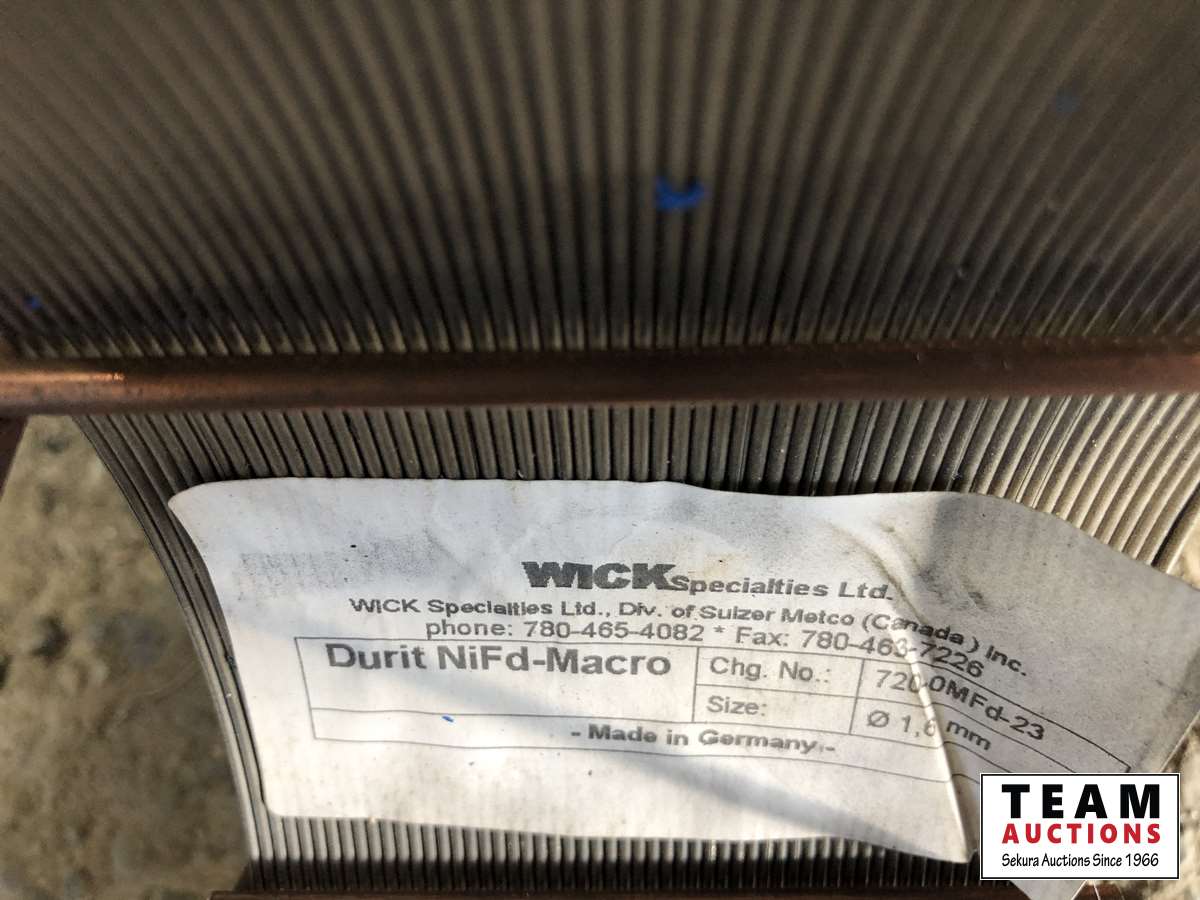 WICK Specialties Ltd.
WICK Specialties Ltd., Div. of Sulzer Metco (Canada) Inc.
phone: 780-465-4082 * Fax: 780-463-7226
Durit NiFd-Macro
Chg. No.: 720.0MFd-23
Size: Ø 1,6 mm
- Made in Germany -
TEAM
AUCTIONS
Sekura Auctions Since 1966